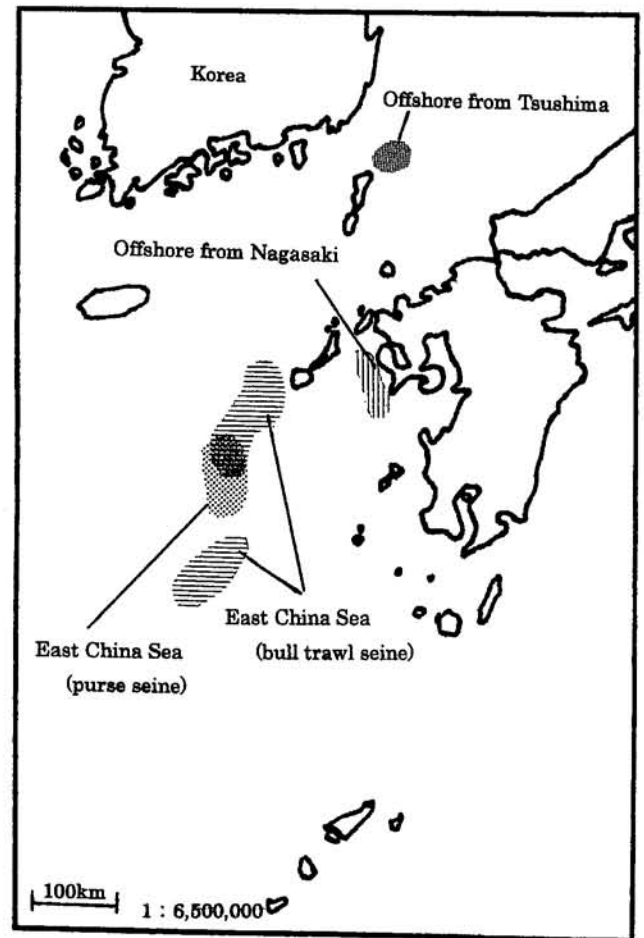 Korea
Offshore from Tsushima
Offshore from Nagasaki
East China Sea
(bull trawl seine)
East China Sea
(purse seine)
100km
1 : 6,500,000